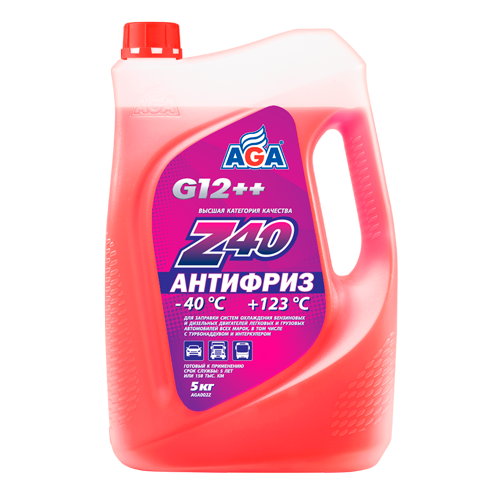 AGA®
G12++
ВЫСШАЯ КАТЕГОРИЯ КАЧЕСТВА
Z40
АНТИФРИЗ
-40 °C +123 °C
ДЛЯ ЗАПРАВКИ СИСТЕМ ОХЛАЖДЕНИЯ БЕНЗИНОВЫХ
И ДИЗЕЛЬНЫХ ДВИГАТЕЛЕЙ ЛЕГКОВЫХ И ГРУЗОВЫХ
АВТОМОБИЛЕЙ ВСЕХ МАРОК, В ТОМ ЧИСЛЕ
С ТУРБОНАДДУВОМ И ИНТЕРКУЛЕРОМ
ГОТОВЫЙ К ПРИМЕНЕНИЮ
СРОК СЛУЖБЫ: 5 ЛЕТ
ИЛИ 150 ТЫС. КМ
5 КГ
AGA002Z